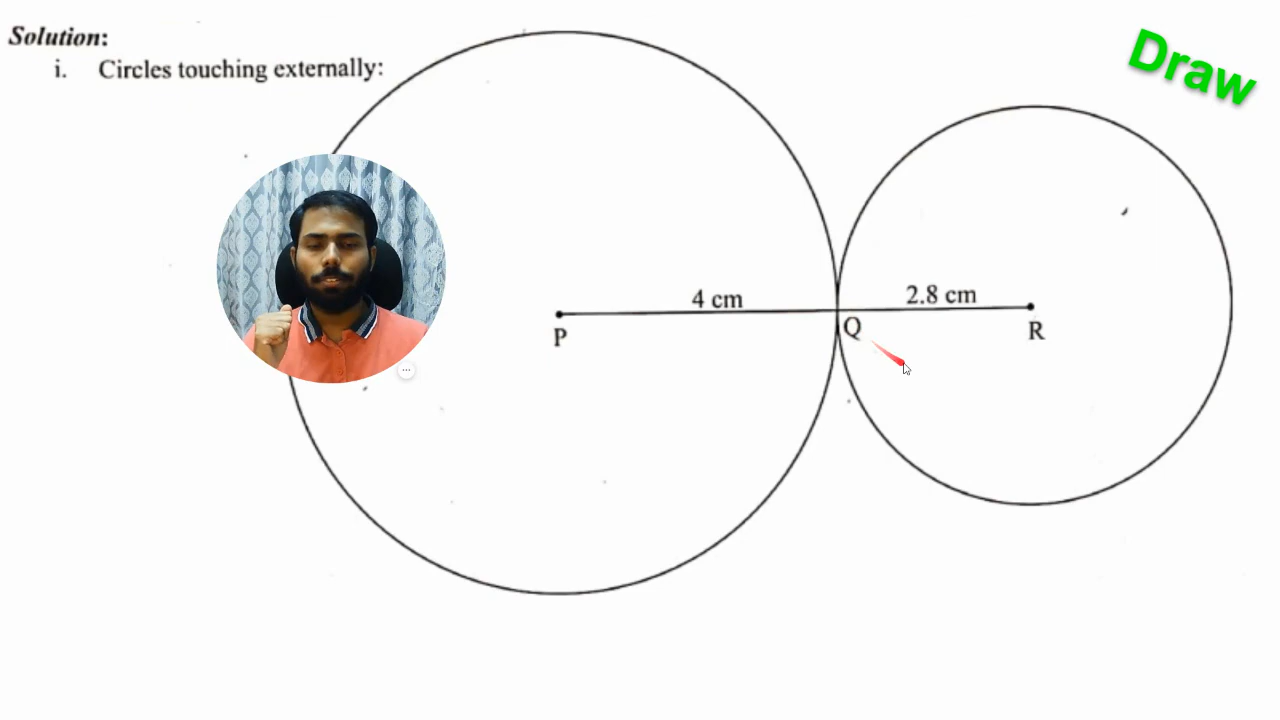 Solution:
i. Circles touching externally:
Draw
4 cm
2.8 cm
P
Q
R